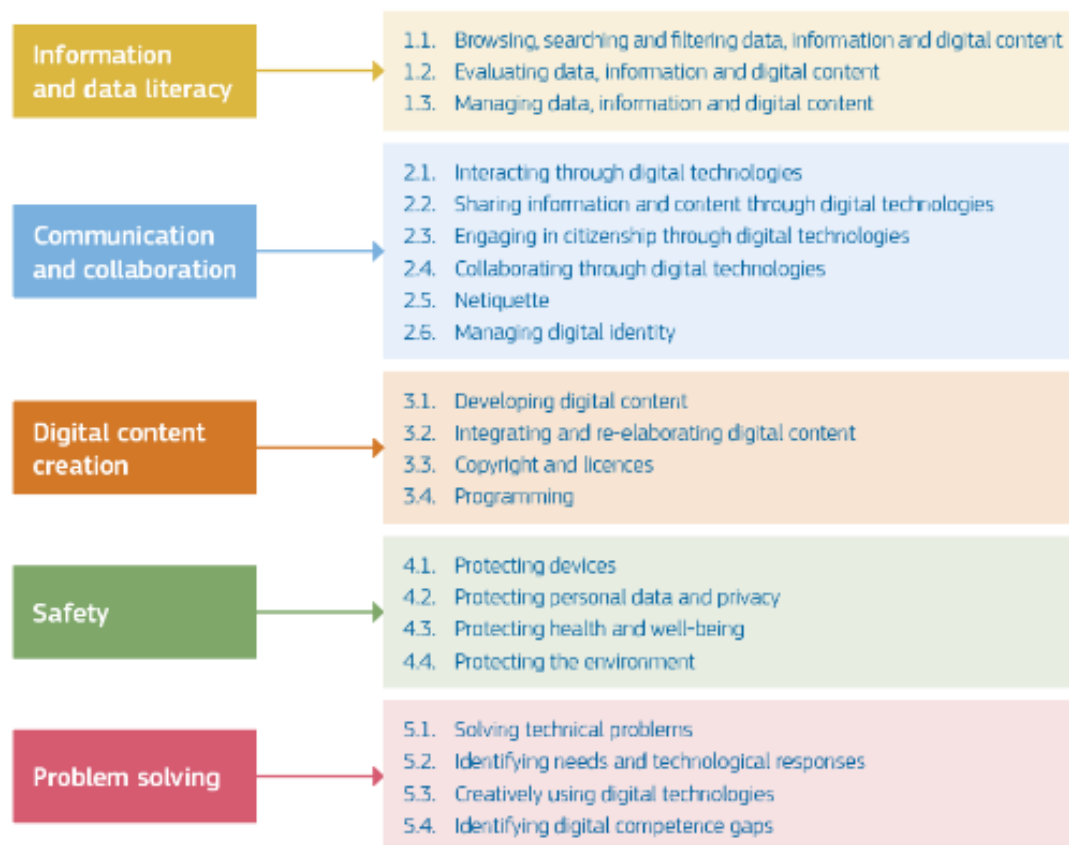 Information
and data literacy
1.1. Browsing, searching and filtering data, information and digital content
1.2. Evaluating data, information and digital content
1.3. Managing data, information and digital content
Communication
and collaboration
2.1. Interacting through digital technologies
2.2. Sharing information and content through digital technologies
2.3. Engaging in citizenship through digital technologies
2.4. Collaborating through digital technologies
2.5. Netiquette
2.6. Managing digital identity
Digital content
creation
3.1. Developing digital content
3.2. Integrating and re-elaborating digital content
3.3. Copyright and licences
3.4. Programming
Safety
4.1. Protecting devices
4.2. Protecting personal data and privacy
4.3. Protecting health and well-being
4.4. Protecting the environment
Problem solving
5.1. Solving technical problems
5.2. Identifying needs and technological responses
5.3. Creatively using digital technologies
5.4. Identifying digital competence gaps